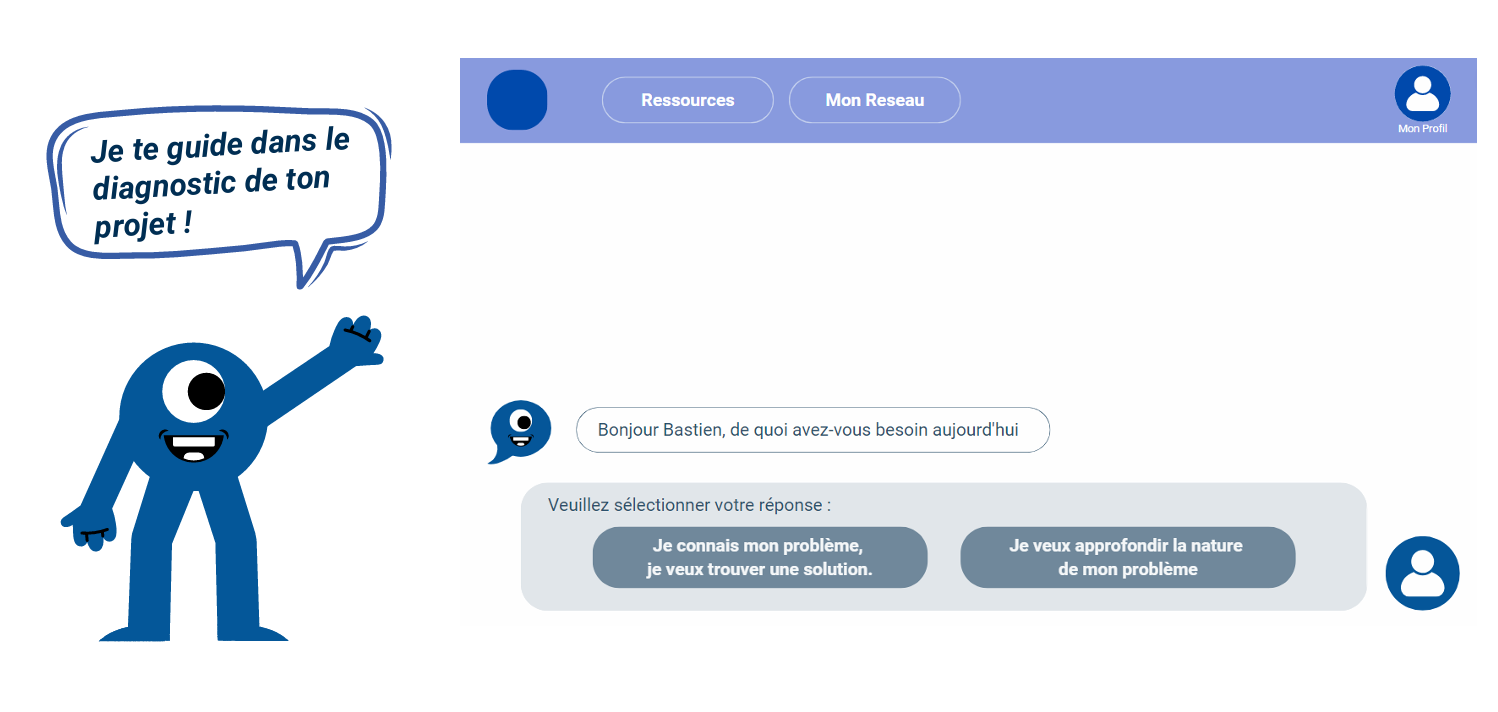 Je te guide dans le
diagnostic de ton
projet !
Ressources
Mon Reseau
Mon Profil
Bonjour Bastien, de quoi avez-vous besoin aujourd'hui
Veuillez sélectionner votre réponse :
Je connais mon problème,
je veux trouver une solution.
Je veux approfondir la nature
de mon problème